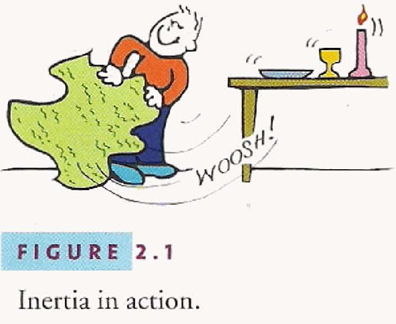 WOOSH!
FIGURE 2.1
Inertia in action.